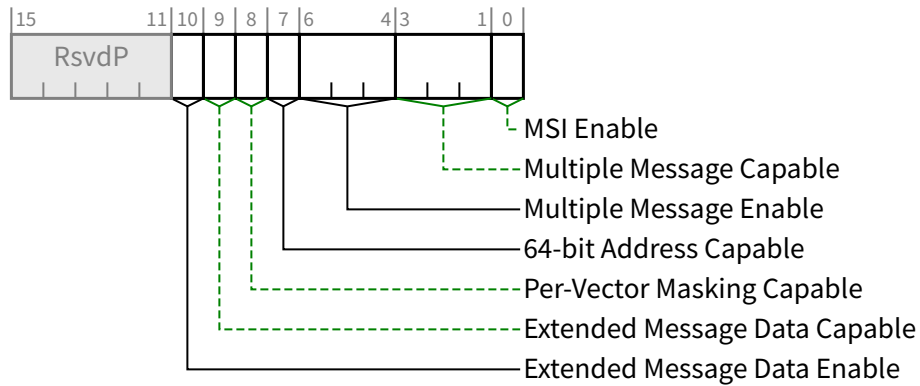 15 11 10 9 8 7 6 4 3 1 0
RsvdP
MSI Enable
Multiple Message Capable
Multiple Message Enable
64-bit Address Capable
Per-Vector Masking Capable
Extended Message Data Capable
Extended Message Data Enable